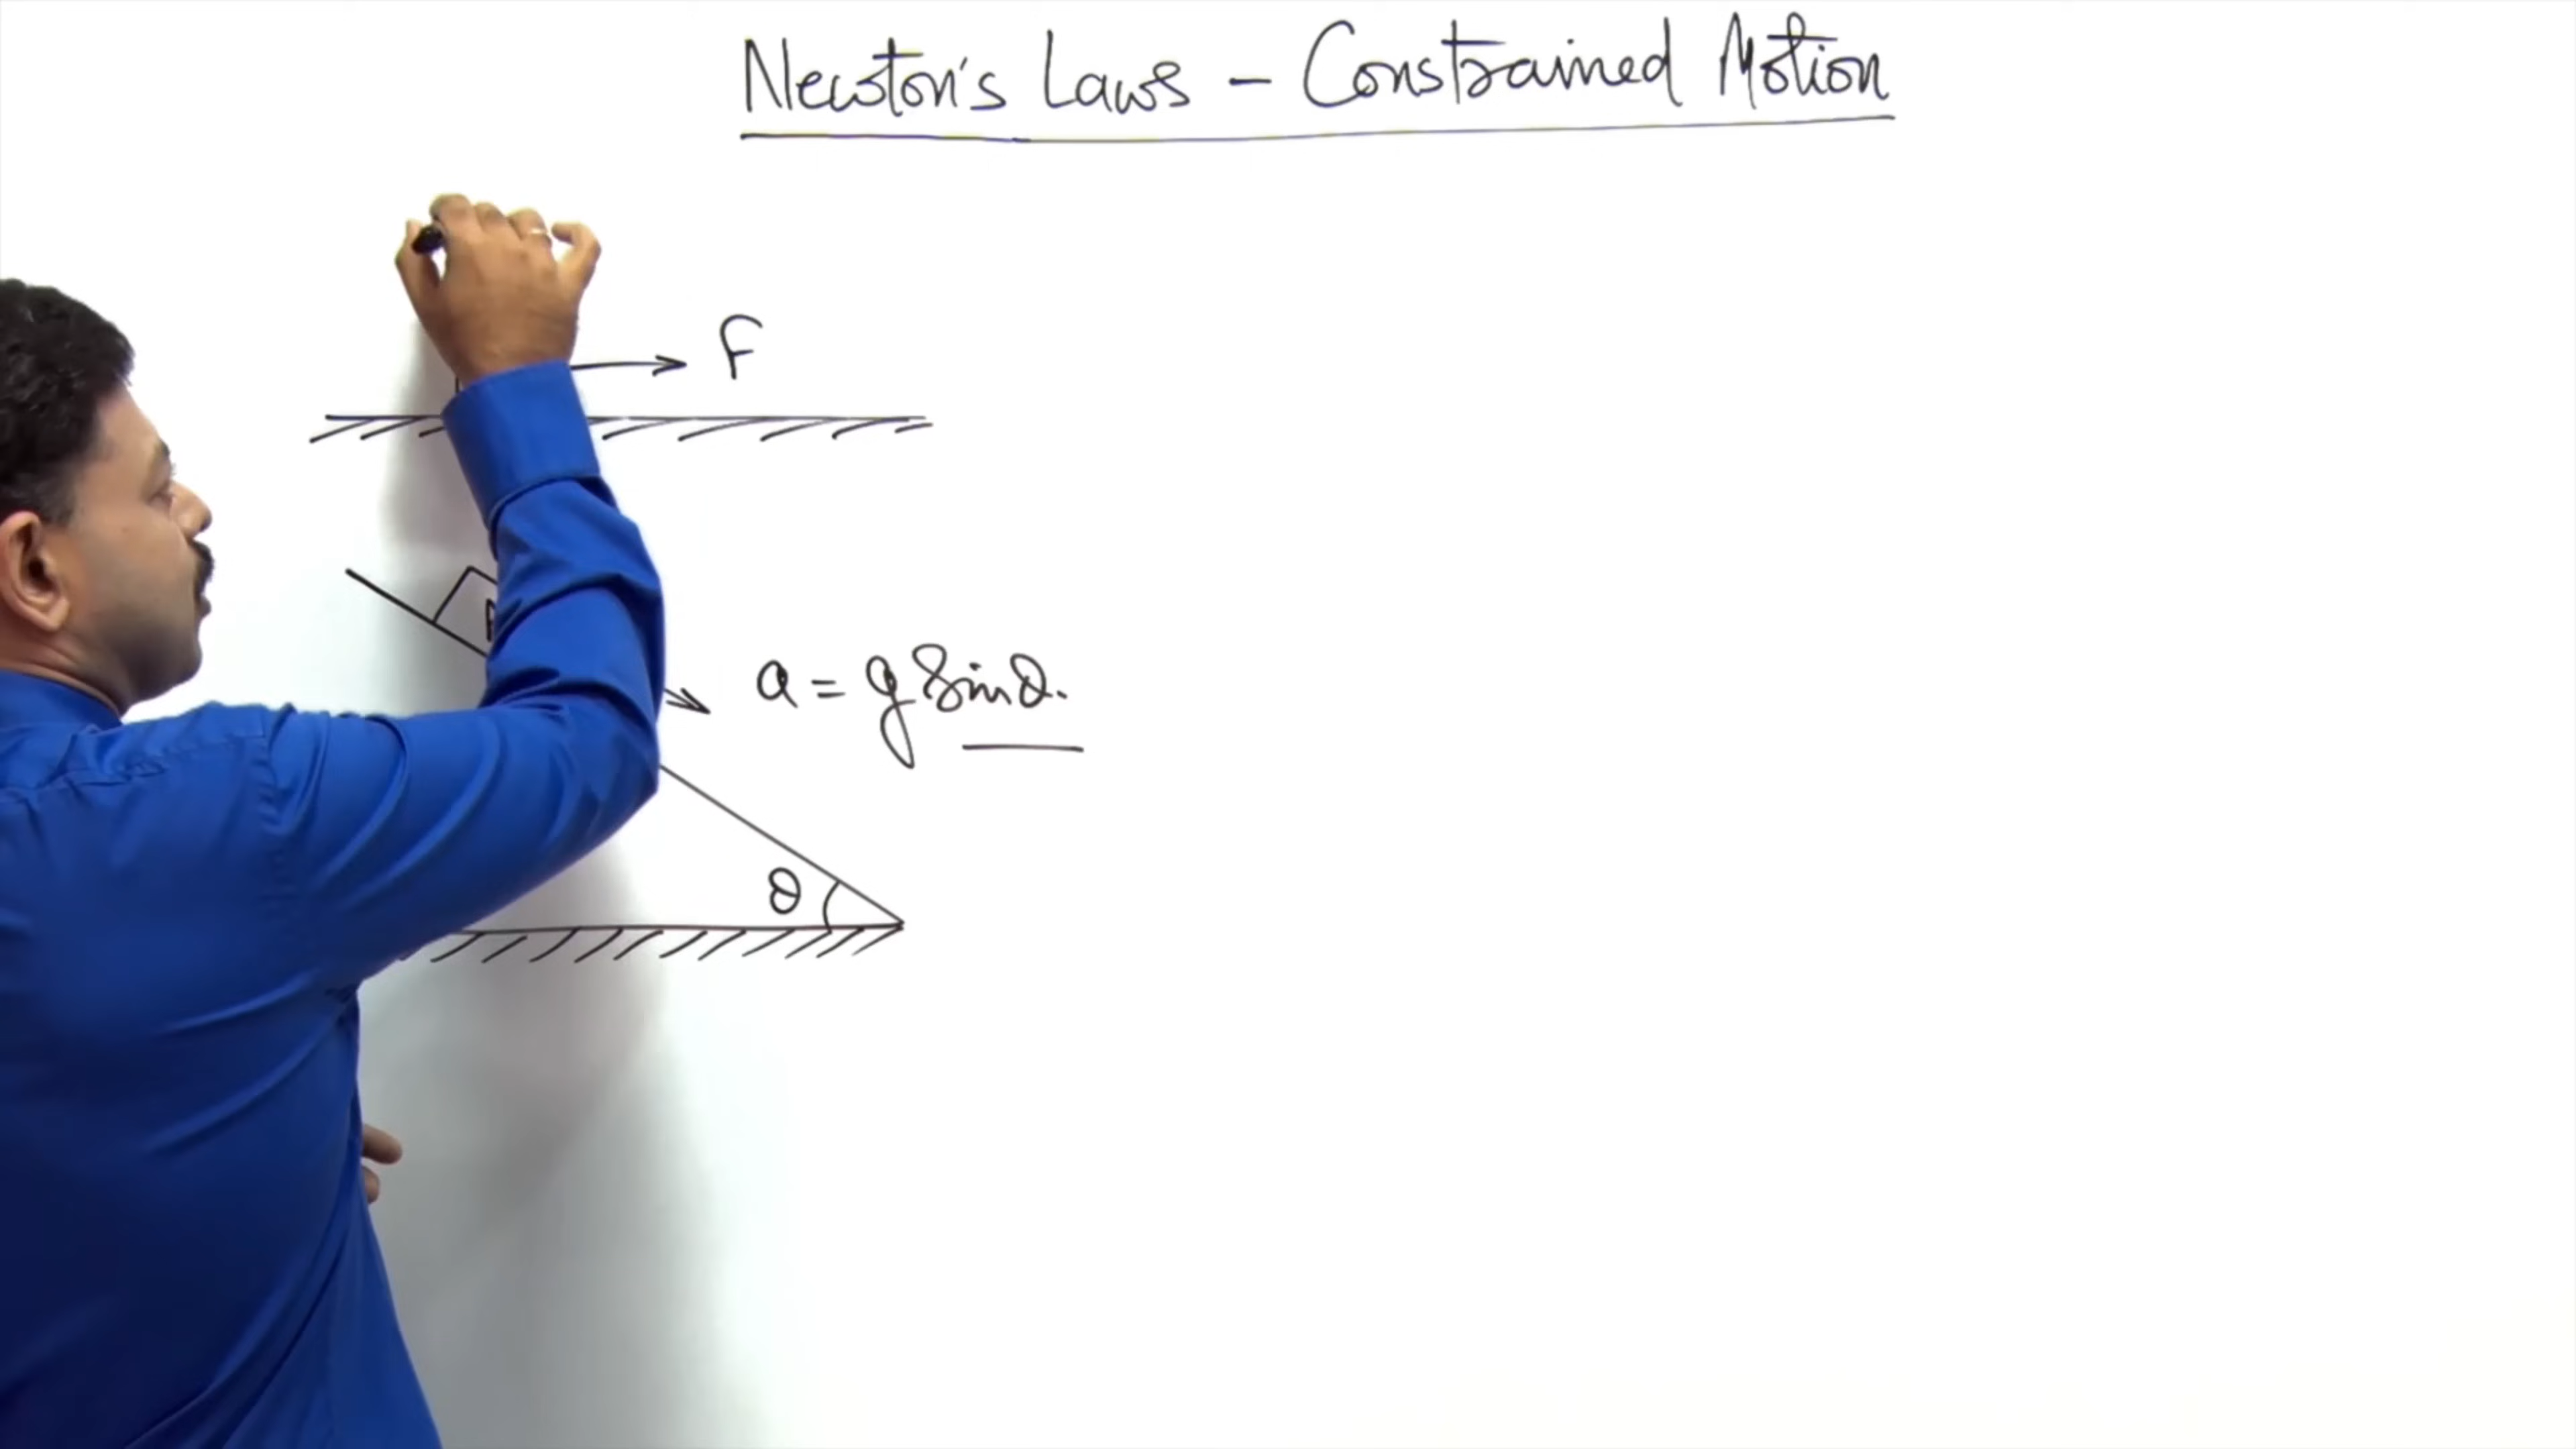 Newton's Laws - Constrained Motion
F
a = g Sinθ.
θ